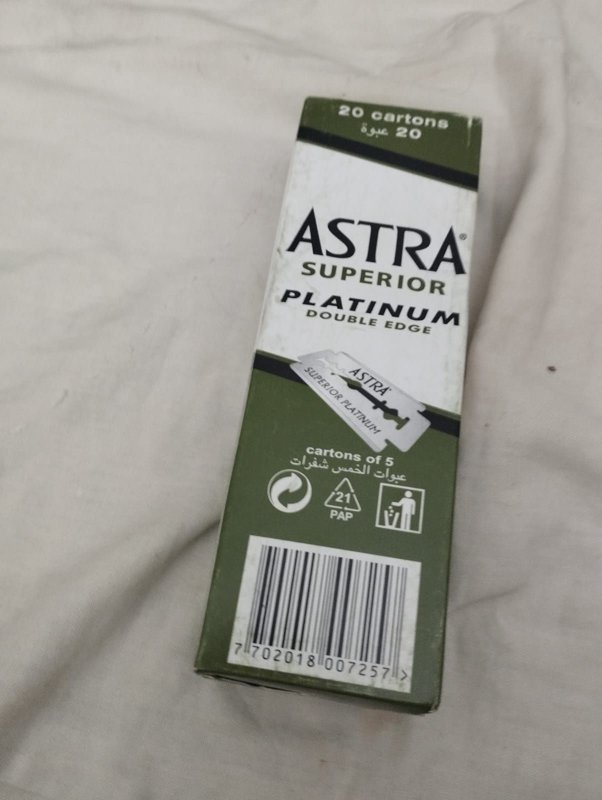 20 cartons
20 عبوة
ASTRA®
SUPERIOR
PLATINUM
DOUBLE EDGE
ASTRA
SUPERIOR PLATINUM
cartons of 5
عبوات الخمس شفرات
21
PAP
7 702018 007257 >